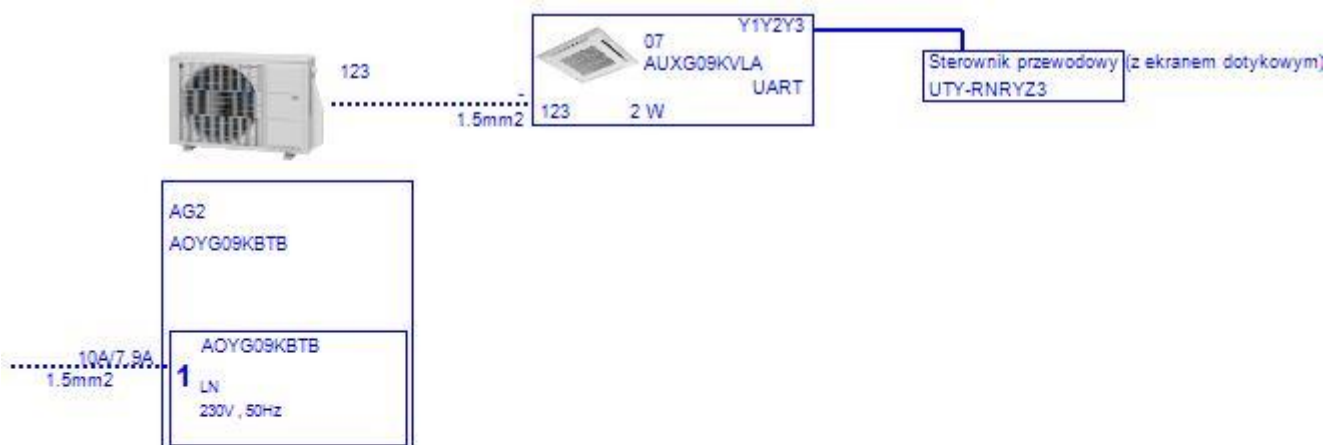 Y1Y2Y3
07
AUXG09KVLA
UART
123
2 W
123
-
1.5mm2
Sterownik przewodowy (z ekranem dotykowym)
UTY-RNRYZ3
AG2
AOYG09KBTB
10A/7.9A
1.5mm2
AOYG09KBTB
1
LN
230V , 50Hz